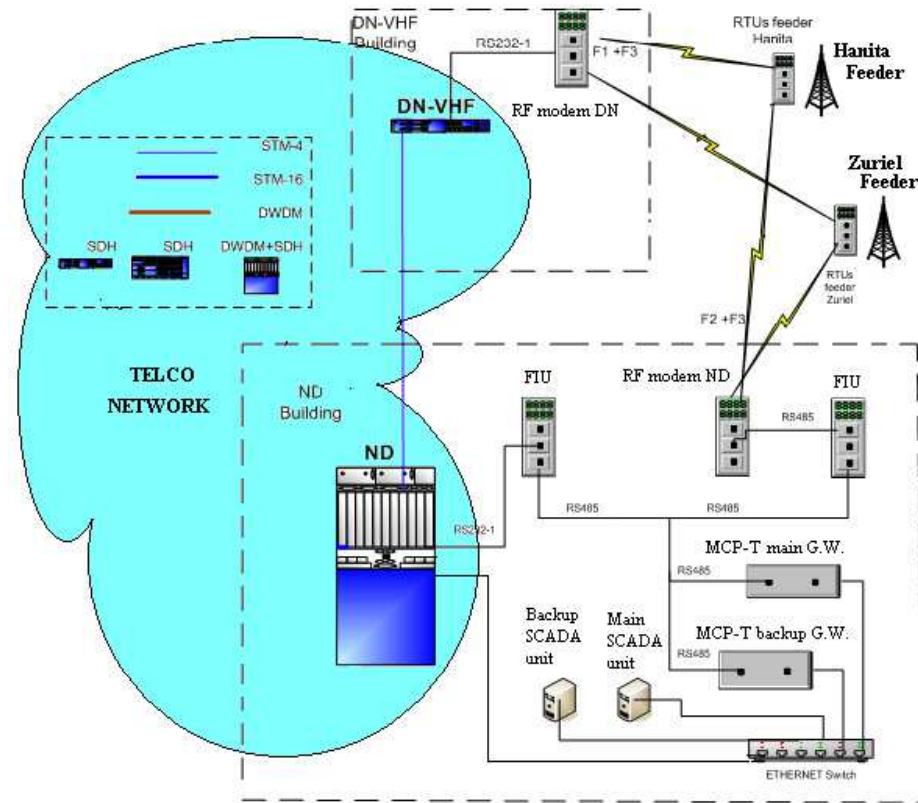 DN-VHF
Building
RS232-1
F1 +F3
RTUs feeder
Hanita
Hanita
Feeder
DN-VHF
RF modem DN
STM-4
STM-16
DWDM
SDH
SDH
DWDM+SDH
Zuriel
Feeder
RTUs
feeder
Zuriel
F2 +F3
TELCO
NETWORK
ND
Building
FIU
RF modem ND
FIU
RS485
ND
RS232-1
RS485
RS485
MCP-T main G.W.
RS485
Backup
SCADA
unit
Main
SCADA
unit
MCP-T backup G.W.
RS485
ETHERNET Switch